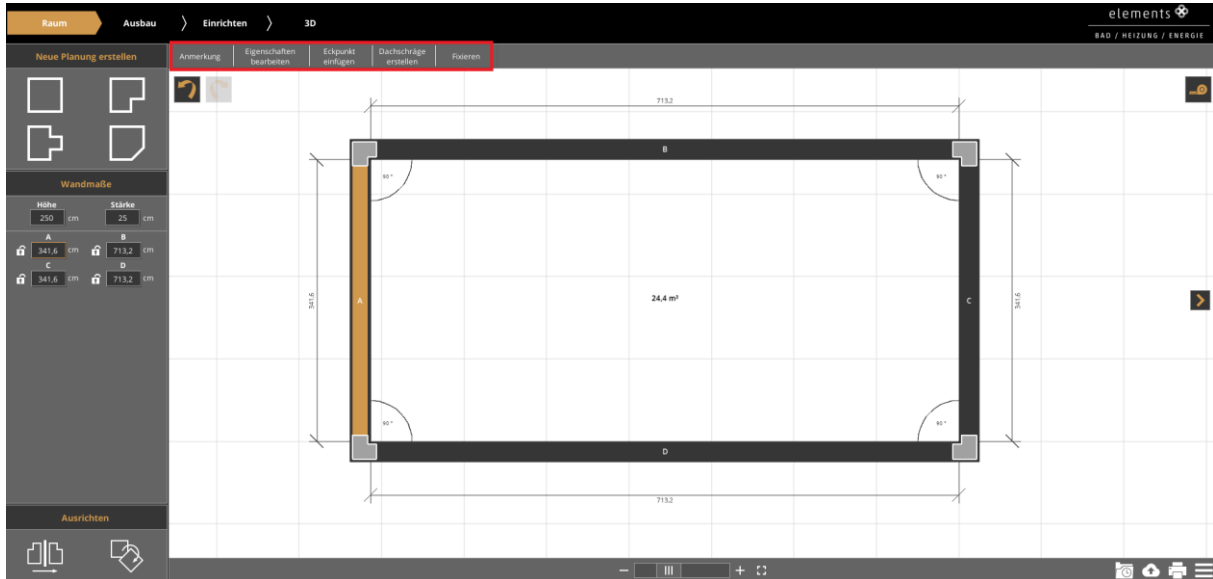 Raum
Ausbau
Einrichten
3D
elements
BAD / HEIZUNG / ENERGIE
Neue Planung erstellen
Anmerkung
Eigenschaften
bearbeiten
Eckpunkt
einfügen
Dachschräge
erstellen
Fixieren
Wandmaße
Höhe
Stärke
250 cm
25 cm
A
B
341,6 cm
713,2 cm
C
D
341,6 cm
713,2 cm
Ausrichten
713,2
B
90 °
90 °
341,6
A
24,4 m²
C
341,6
90 °
90 °
D
713,2